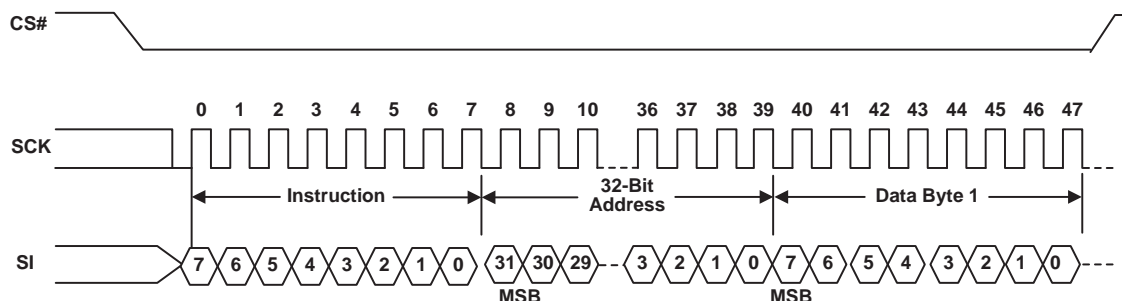 CS#
0 1 2 3 4 5 6 7 8 9 10 36 37 38 39 40 41 42 43 44 45 46 47
SCK
Instruction
32-Bit
Address
Data Byte 1
SI
7 6 5 4 3 2 1 0 31 30 29 3 2 1 0 7 6 5 4 3 2 1 0
MSB MSB